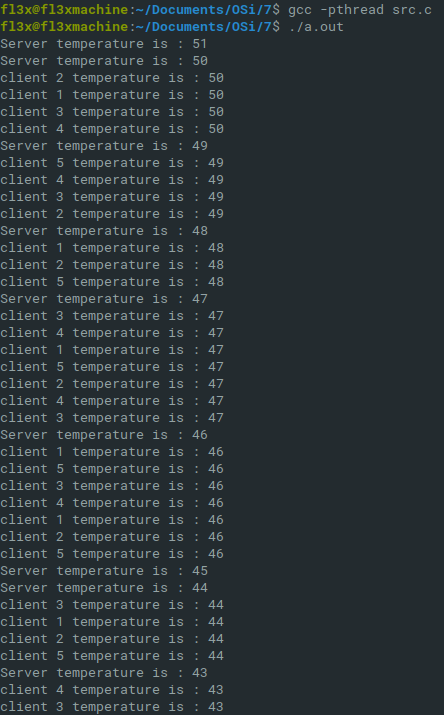 fl3x@fl3xmachine:~/Documents/OSi/7$ gcc -pthread src.c
fl3x@fl3xmachine:~/Documents/OSi/7$ ./a.out
Server temperature is : 51
Server temperature is : 50
client 2 temperature is : 50
client 1 temperature is : 50
client 3 temperature is : 50
client 4 temperature is : 50
Server temperature is : 49
client 5 temperature is : 49
client 4 temperature is : 49
client 3 temperature is : 49
client 2 temperature is : 49
Server temperature is : 48
client 1 temperature is : 48
client 2 temperature is : 48
client 5 temperature is : 48
Server temperature is : 47
client 3 temperature is : 47
client 4 temperature is : 47
client 1 temperature is : 47
client 5 temperature is : 47
client 2 temperature is : 47
client 4 temperature is : 47
client 3 temperature is : 47
Server temperature is : 46
client 1 temperature is : 46
client 5 temperature is : 46
client 3 temperature is : 46
client 4 temperature is : 46
client 1 temperature is : 46
client 2 temperature is : 46
client 5 temperature is : 46
Server temperature is : 45
Server temperature is : 44
client 3 temperature is : 44
client 1 temperature is : 44
client 2 temperature is : 44
client 5 temperature is : 44
Server temperature is : 43
client 4 temperature is : 43
client 3 temperature is : 43